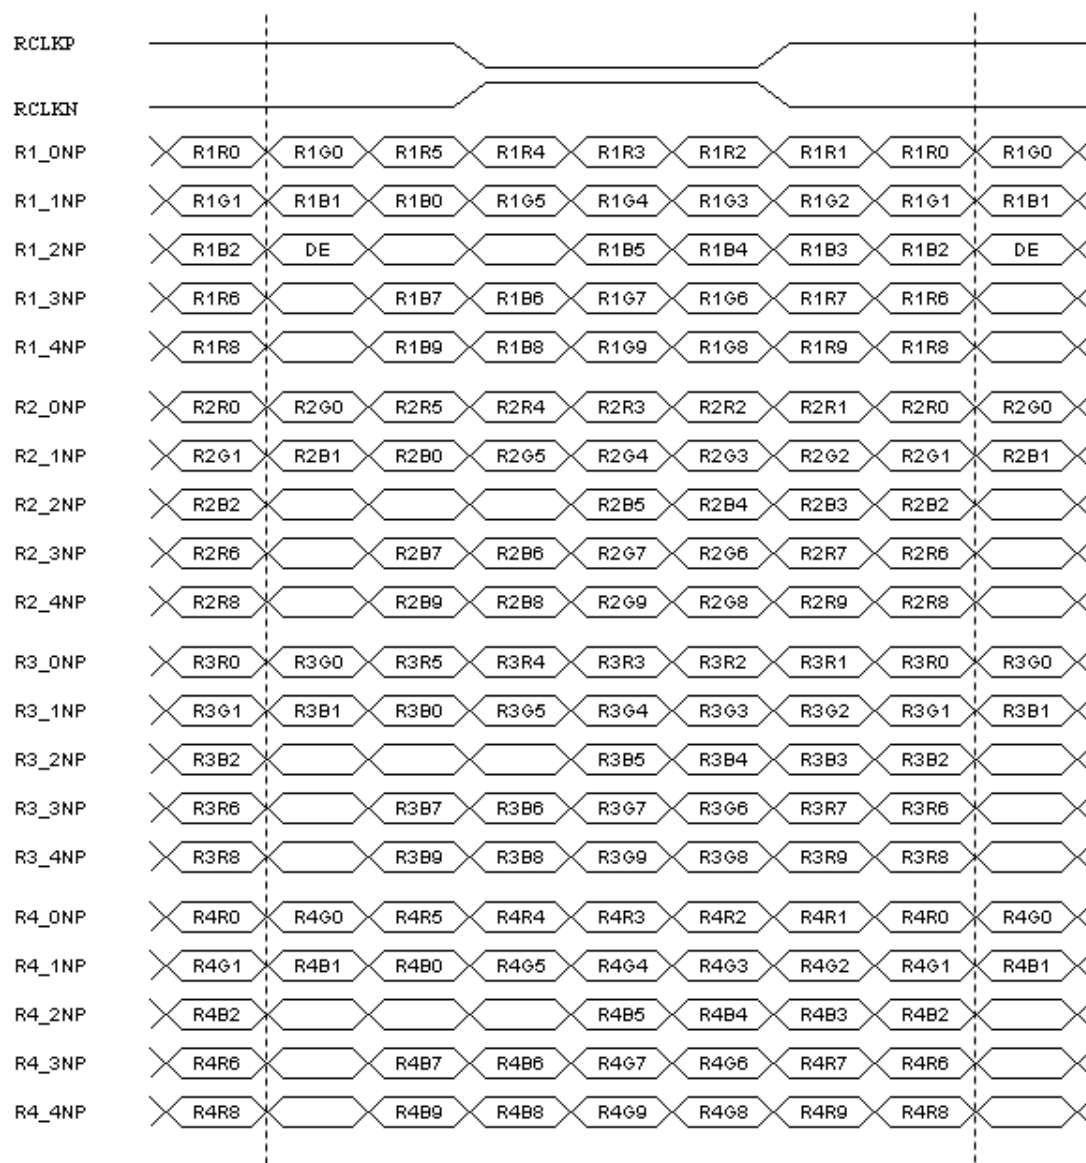 RCLKP
RCLKN
R1_0NP R1R0 R1G0 R1R5 R1R4 R1R3 R1R2 R1R1 R1R0 R1G0
R1_1NP R1G1 R1B1 R1B0 R1G5 R1G4 R1G3 R1G2 R1G1 R1B1
R1_2NP R1B2 DE R1B5 R1B4 R1B3 R1B2 DE
R1_3NP R1R6 R1B7 R1B6 R1G7 R1G6 R1R7 R1R6
R1_4NP R1R8 R1B9 R1B8 R1G9 R1G8 R1R9 R1R8
R2_0NP R2R0 R2G0 R2R5 R2R4 R2R3 R2R2 R2R1 R2R0 R2G0
R2_1NP R2G1 R2B1 R2B0 R2G5 R2G4 R2G3 R2G2 R2G1 R2B1
R2_2NP R2B2 R2B5 R2B4 R2B3 R2B2
R2_3NP R2R6 R2B7 R2B6 R2G7 R2G6 R2R7 R2R6
R2_4NP R2R8 R2B9 R2B8 R2G9 R2G8 R2R9 R2R8
R3_0NP R3R0 R3G0 R3R5 R3R4 R3R3 R3R2 R3R1 R3R0 R3G0
R3_1NP R3G1 R3B1 R3B0 R3G5 R3G4 R3G3 R3G2 R3G1 R3B1
R3_2NP R3B2 R3B5 R3B4 R3B3 R3B2
R3_3NP R3R6 R3B7 R3B6 R3G7 R3G6 R3R7 R3R6
R3_4NP R3R8 R3B9 R3B8 R3G9 R3G8 R3R9 R3R8
R4_0NP R4R0 R4G0 R4R5 R4R4 R4R3 R4R2 R4R1 R4R0 R4G0
R4_1NP R4G1 R4B1 R4B0 R4G5 R4G4 R4G3 R4G2 R4G1 R4B1
R4_2NP R4B2 R4B5 R4B4 R4B3 R4B2
R4_3NP R4R6 R4B7 R4B6 R4G7 R4G6 R4R7 R4R6
R4_4NP R4R8 R4B9 R4B8 R4G9 R4G8 R4R9 R4R8